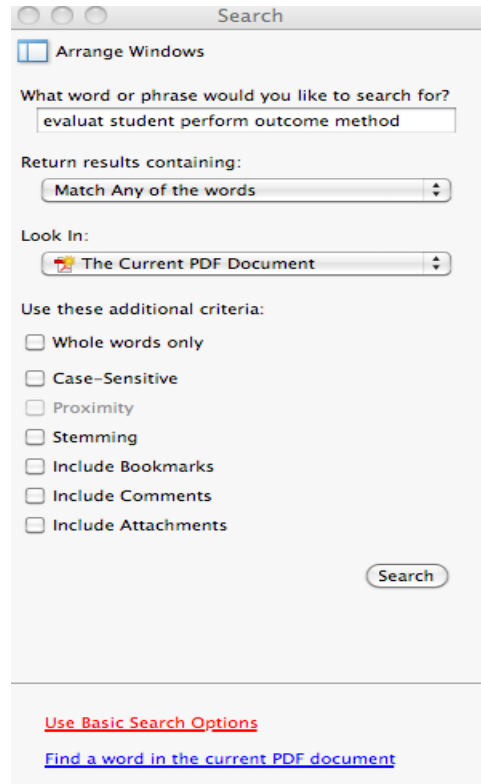 Search
Arrange Windows
What word or phrase would you like to search for?
evaluat student perform outcome method
Return results containing:
Match Any of the words
Look In:
The Current PDF Document
Use these additional criteria:
Whole words only
Case-Sensitive
Proximity
Stemming
Include Bookmarks
Include Comments
Include Attachments
Search
Use Basic Search Options
Find a word in the current PDF document